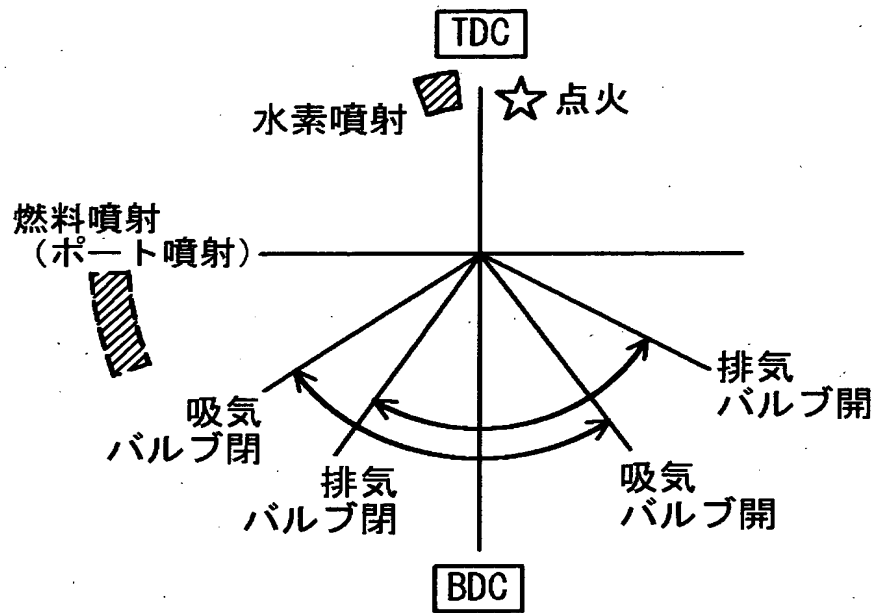 TDC
水素噴射
点火
燃料噴射
（ポート噴射）
吸気
バルブ閉
排気
バルブ閉
吸気
バルブ開
排気
バルブ開
BDC